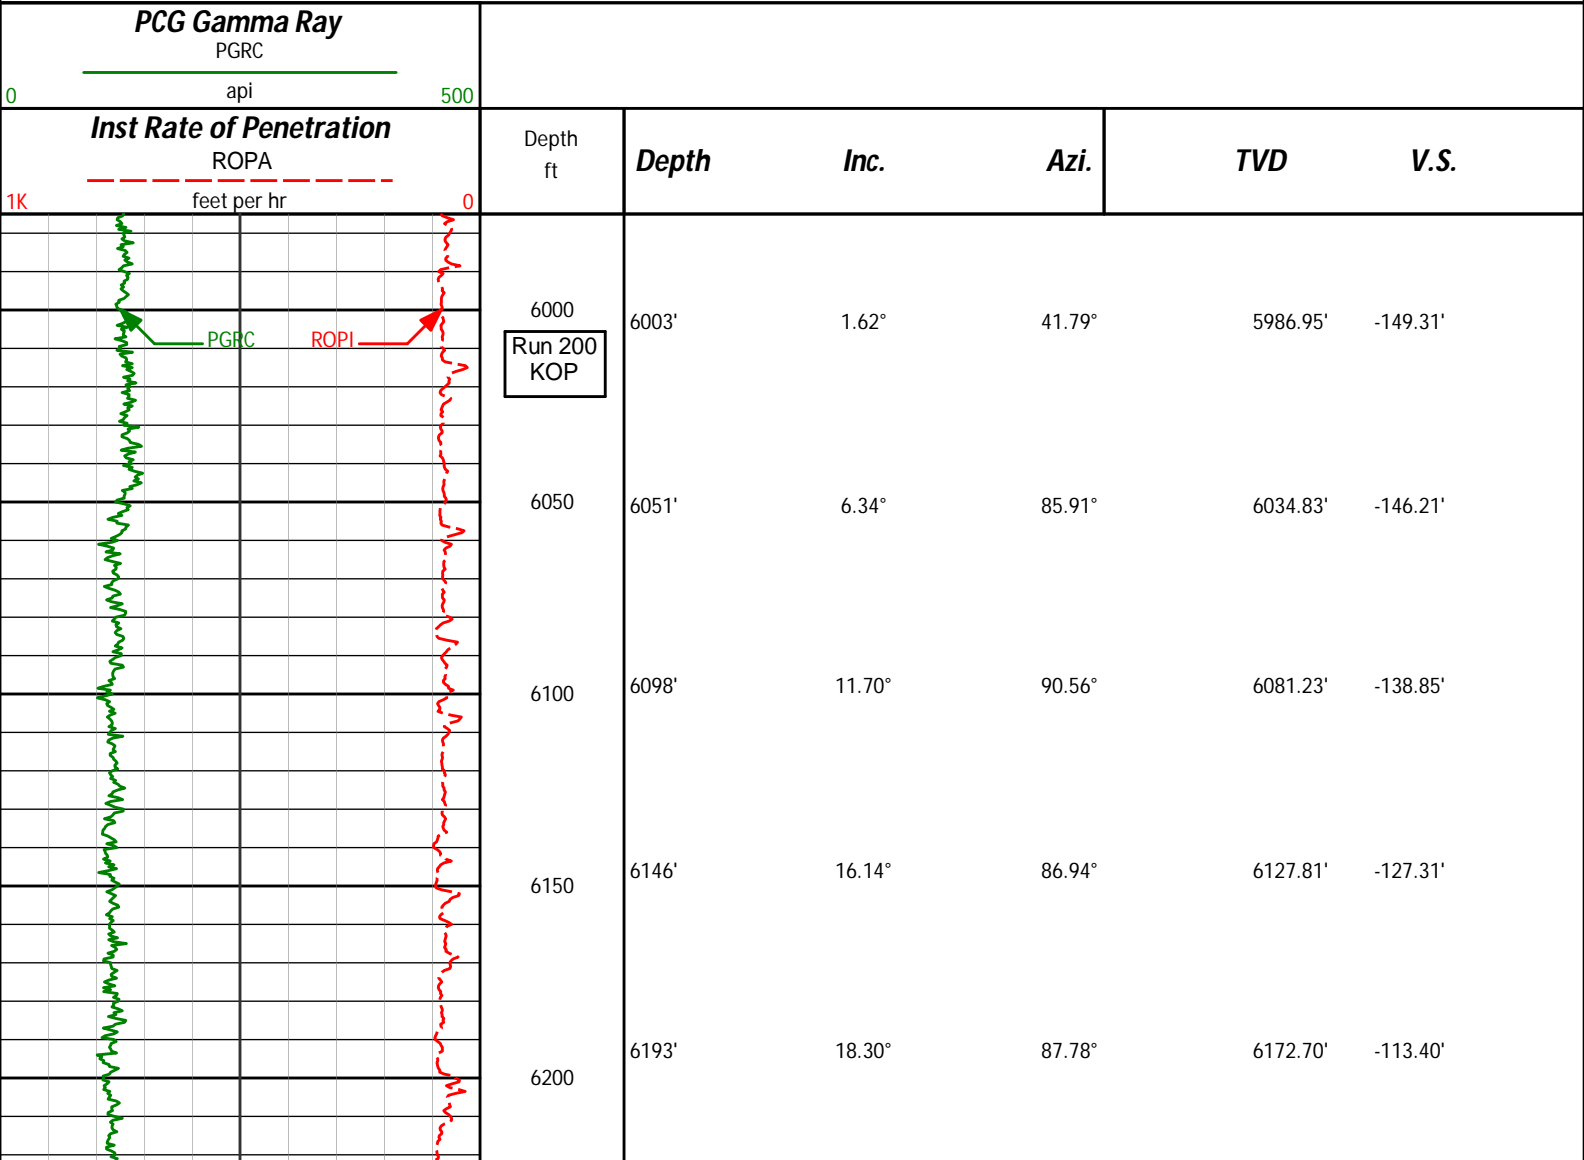 PCG Gamma Ray
PGRC
0 api 500
Inst Rate of Penetration
ROPA
1K feet per hr 0
Depth
ft
Depth Inc. Azi. TVD V.S.
6000
6003' 1.62° 41.79° 5986.95' -149.31'
PGRC ROPI
Run 200
KOP
6050
6051' 6.34° 85.91° 6034.83' -146.21'
6100
6098' 11.70° 90.56° 6081.23' -138.85'
6150
6146' 16.14° 86.94° 6127.81' -127.31'
6193' 18.30° 87.78° 6172.70' -113.40'
6200